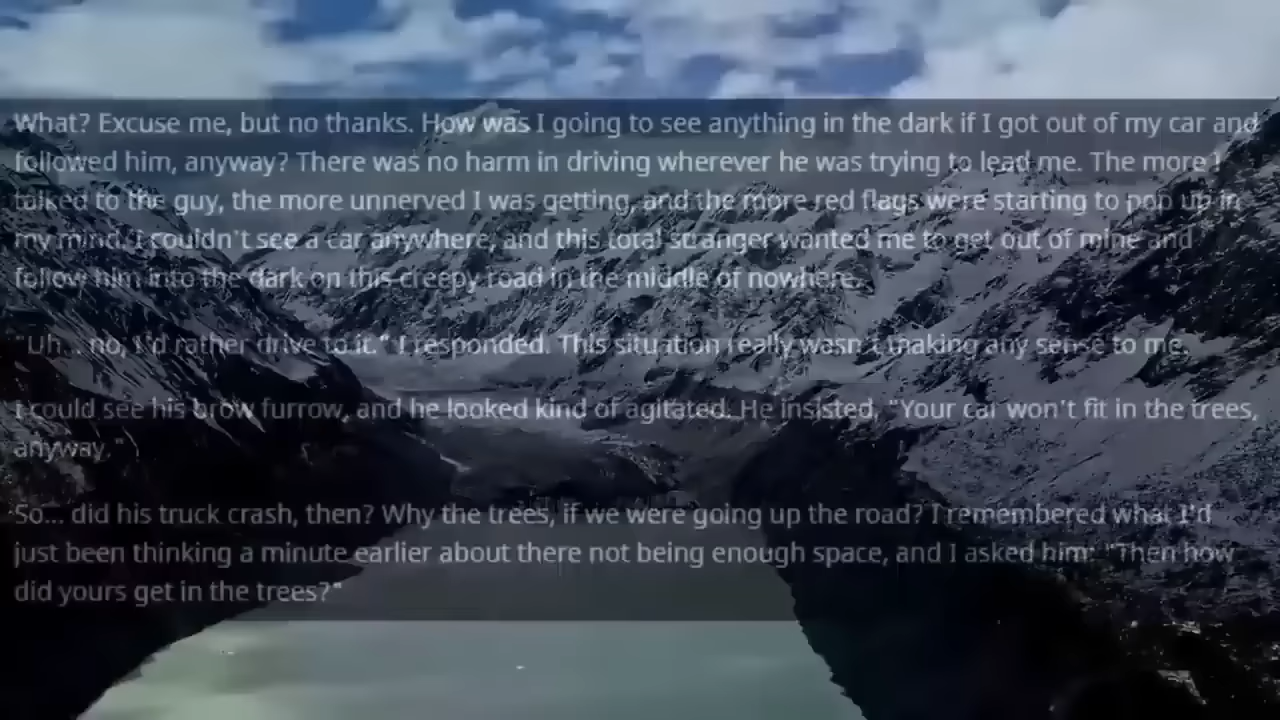 What? Excuse me, but no thanks. How was I going to see anything in the dark if I got out of my car and
followed him, anyway? There was no harm in driving wherever he was trying to lead me. The more I
talked to the guy, the more unnerved I was getting, and the more red flags were starting to pop up in
my mind. I couldn't see a car anywhere, and this total stranger wanted me to get out of mine and
follow him into the dark on this creepy road in the middle of nowhere.
"Uh... no, I'd rather drive to it." I responded. This situation really wasn't making any sense to me.
I could see his brow furrow, and he looked kind of agitated. He insisted, "Your car won't fit in the trees,
anyway."
So... did his truck crash, then? Why the trees, if we were going up the road? I remembered what I'd
just been thinking a minute earlier about there not being enough space, and I asked him: "Then how
did yours get in the trees?"